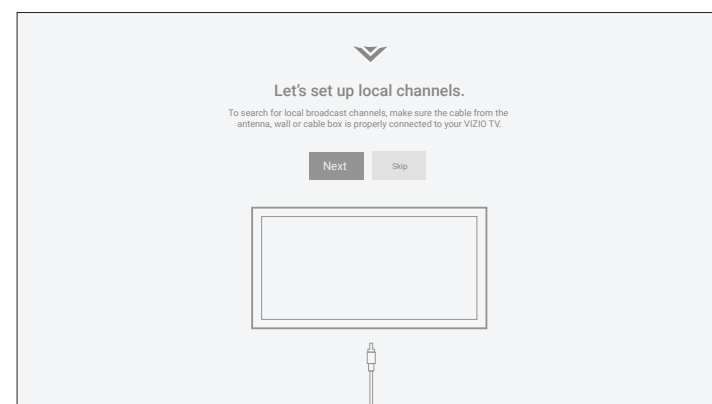 Let's set up local channels.
To search for local broadcast channels, make sure the cable from the
antenna, wall or cable box is properly connected to your VIZIO TV.
Next
Skip